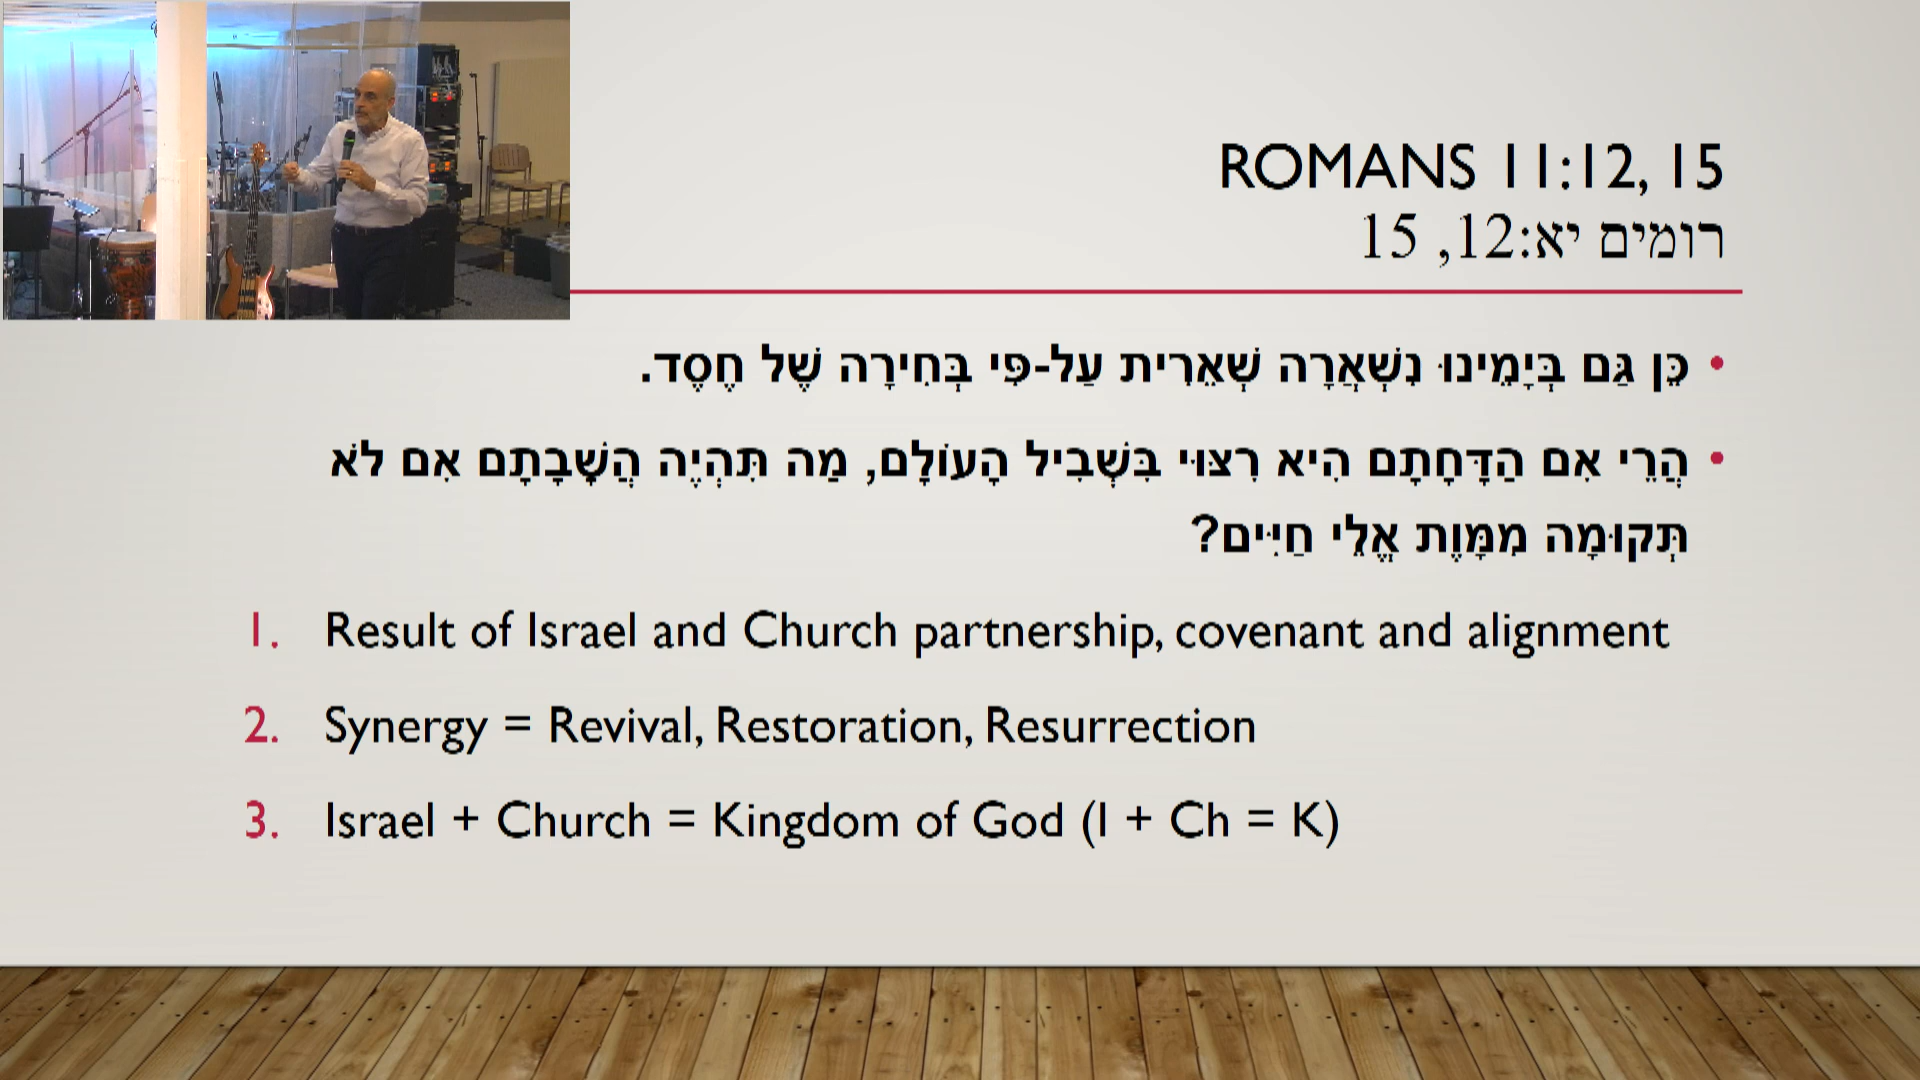 ROMANS 11:12, 15
רומים יא:12, 15
• כֵּן גַּם בְּיָמֵינוּ נִשְׁאֲרָה שְׁאֵרִית עַל-פִּי בְּחִירָה שֶׁל חֶסֶד.
• הֲרֵי אִם הַדָּחָתָם הִיא רִצּוּי בִּשְׁבִיל הָעוֹלָם, מַה תִּהְיֶה הֲשָׁבָתָם אִם לֹא
תְּקוּמָה מִמָּוֶת אֱלֵי חַיִּים?
1. Result of Israel and Church partnership, covenant and alignment
2. Synergy = Revival, Restoration, Resurrection
3. Israel + Church = Kingdom of God (I + Ch = K)